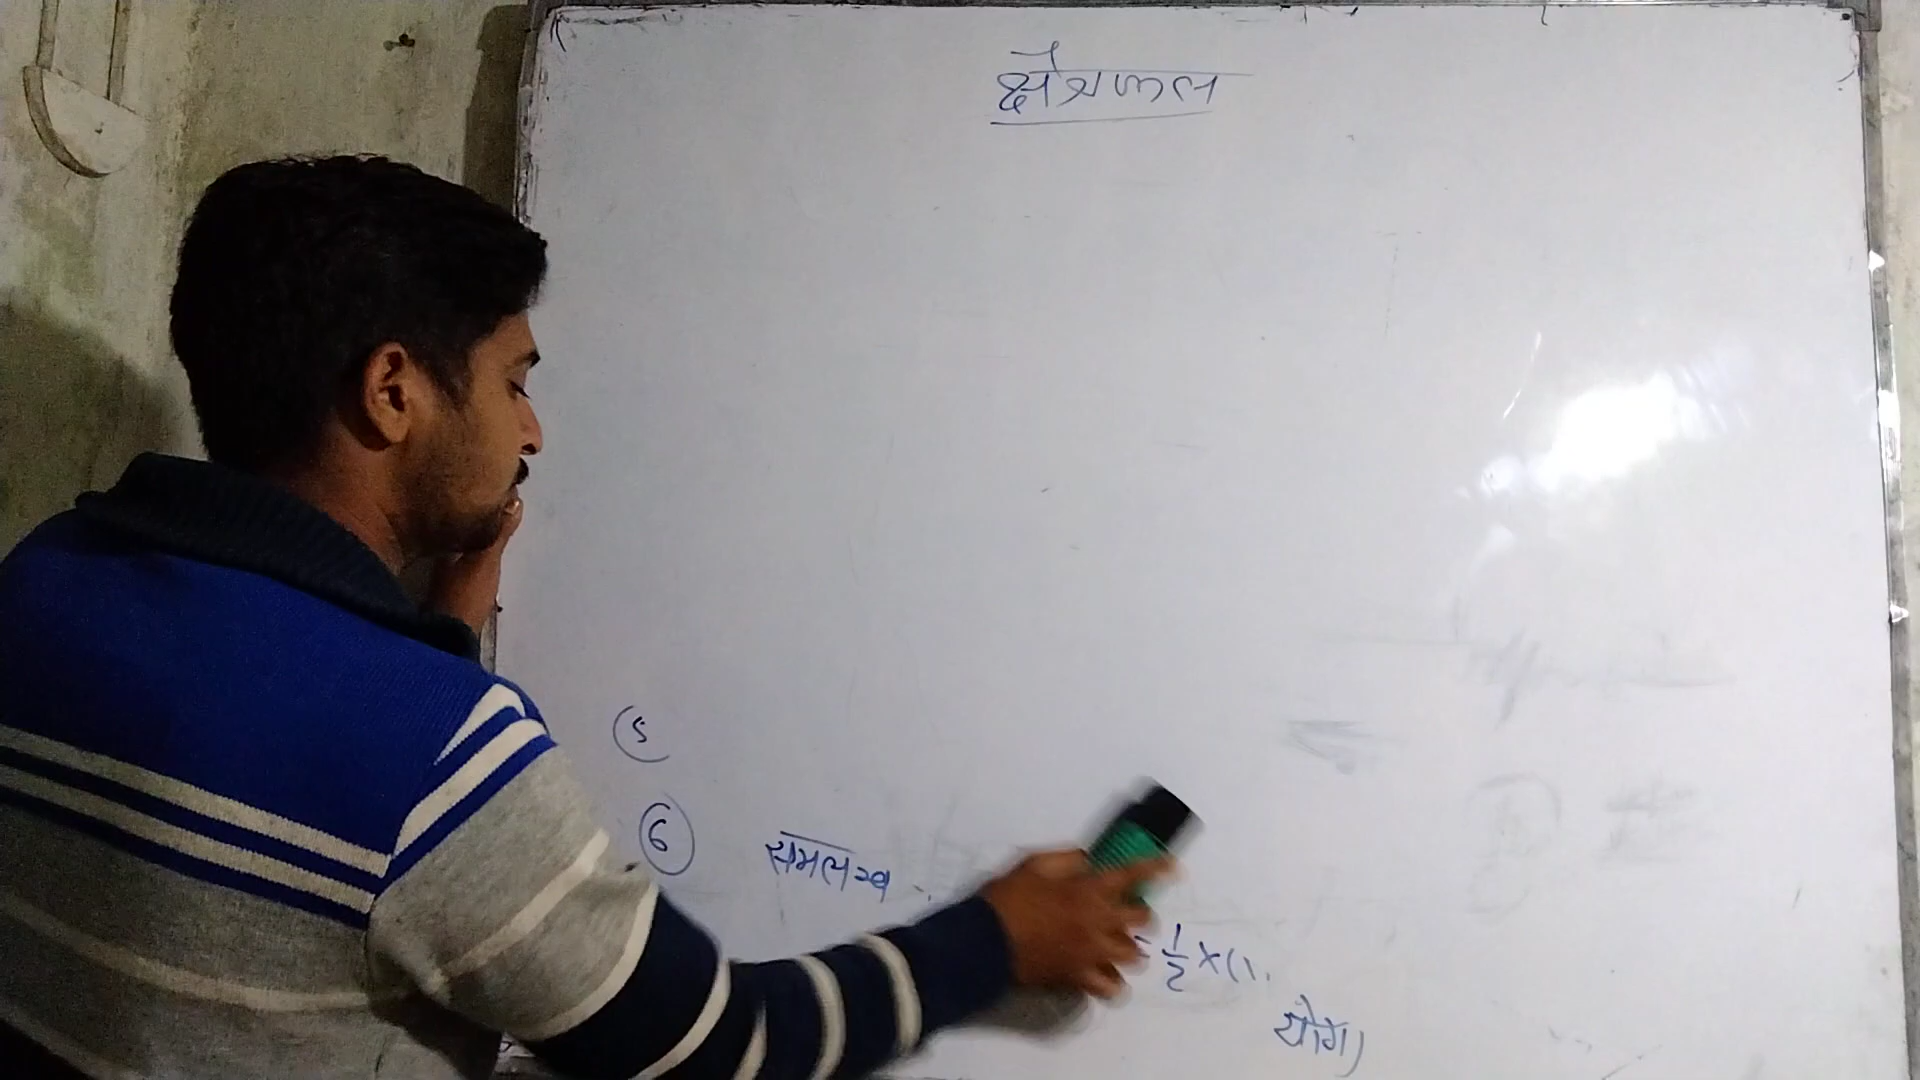 क्षेत्रफल
5
6 समलम्ब
= 1/2 × (
योग)